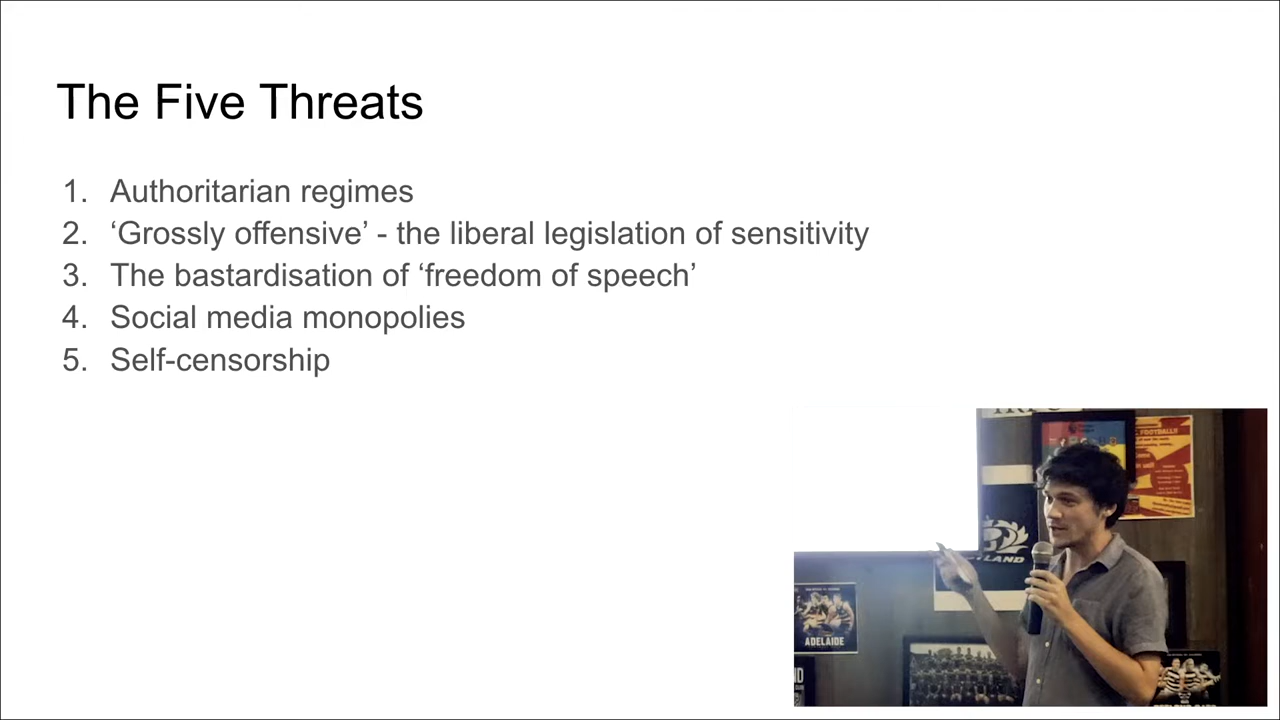 The Five Threats
1. Authoritarian regimes
2. ‘Grossly offensive’ - the liberal legislation of sensitivity
3. The bastardisation of ‘freedom of speech’
4. Social media monopolies
5. Self-censorship
FOOTBALL!!
ADELAIDE